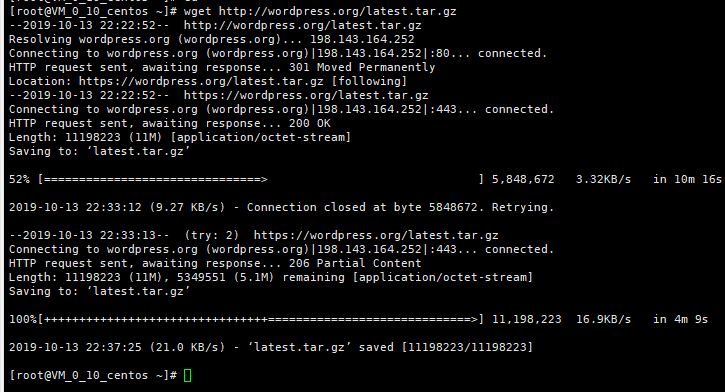 [root@VM_0_10_centos ~]# wget http://wordpress.org/latest.tar.gz
--2019-10-13 22:22:52--  http://wordpress.org/latest.tar.gz
Resolving wordpress.org (wordpress.org)... 198.143.164.252
Connecting to wordpress.org (wordpress.org)|198.143.164.252|:80... connected.
HTTP request sent, awaiting response... 301 Moved Permanently
Location: https://wordpress.org/latest.tar.gz [following]
--2019-10-13 22:22:52--  https://wordpress.org/latest.tar.gz
Connecting to wordpress.org (wordpress.org)|198.143.164.252|:443... connected.
HTTP request sent, awaiting response... 200 OK
Length: 11198223 (11M) [application/octet-stream]
Saving to: ‘latest.tar.gz’
52% [===============================>                               ] 5,848,672   3.32KB/s   in 10m 16s
2019-10-13 22:33:12 (9.27 KB/s) - Connection closed at byte 5848672. Retrying.
--2019-10-13 22:33:13--  (try: 2)  https://wordpress.org/latest.tar.gz
Connecting to wordpress.org (wordpress.org)|198.143.164.252|:443... connected.
HTTP request sent, awaiting response... 206 Partial Content
Length: 11198223 (11M), 5349551 (5.1M) remaining [application/octet-stream]
Saving to: ‘latest.tar.gz’
100%[++++++++++++++++++++++++++++++++=============================>] 11,198,223  16.9KB/s   in 4m 9s
2019-10-13 22:37:25 (21.0 KB/s) - ‘latest.tar.gz’ saved [11198223/11198223]
[root@VM_0_10_centos ~]#